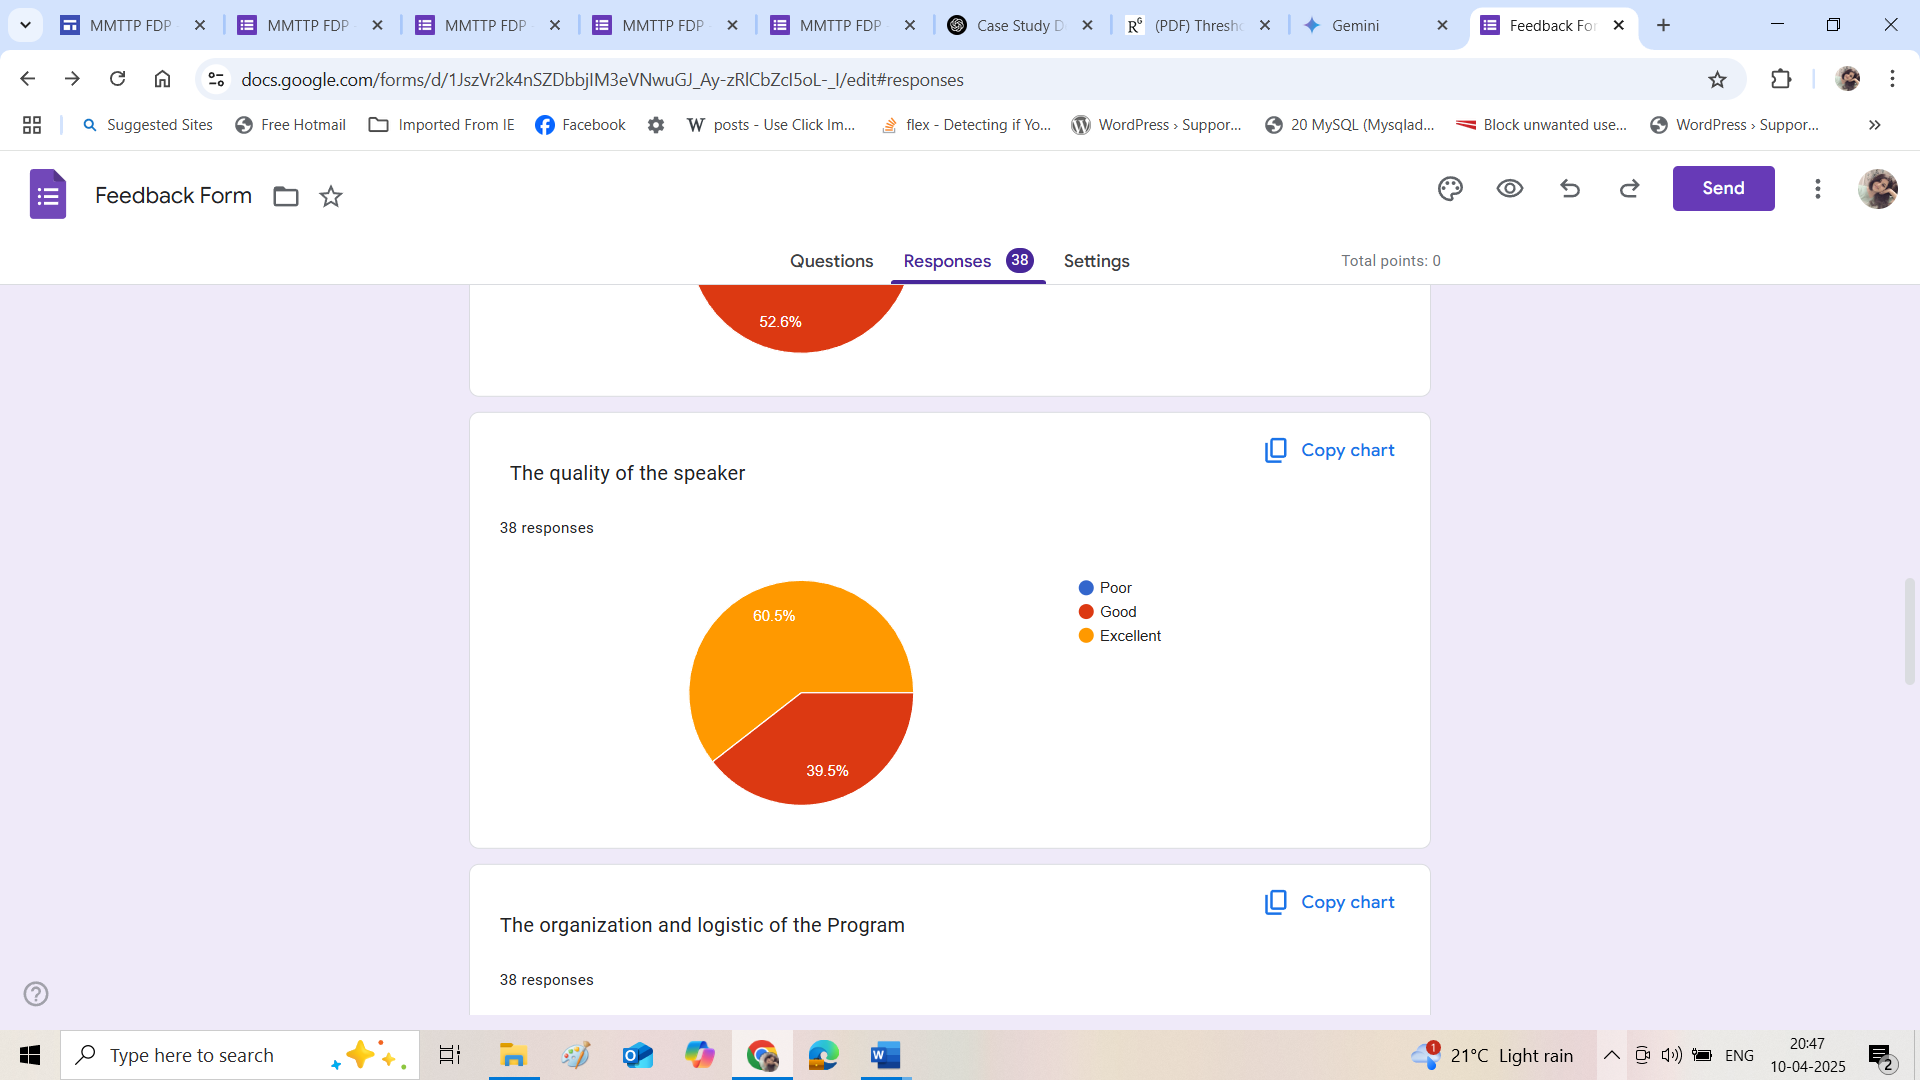 MMTTP FDP
MMTTP FDP
MMTTP FDP
MMTTP FDP
MMTTP FDP
Case Study D
(PDF) Thresho
Gemini
Feedback For
docs.google.com/forms/d/1JszVr2k4nSZDbbjIM3eVNwuGJ_Ay-zRlCbZcI5oL-_I/edit#responses
Suggested Sites
Free Hotmail
Imported From IE
Facebook
posts - Use Click Im...
flex - Detecting if Yo...
WordPress › Suppor...
20 MySQL (Mysqlad...
Block unwanted use...
WordPress › Suppor...
Feedback Form
Send
Questions
Responses 38
Settings
Total points: 0
52.6%
Copy chart
The quality of the speaker
38 responses
60.5%
39.5%
Poor
Good
Excellent
Copy chart
The organization and logistic of the Program
38 responses
Type here to search
1
21°C Light rain
ENG
20:47
10-04-2025
2